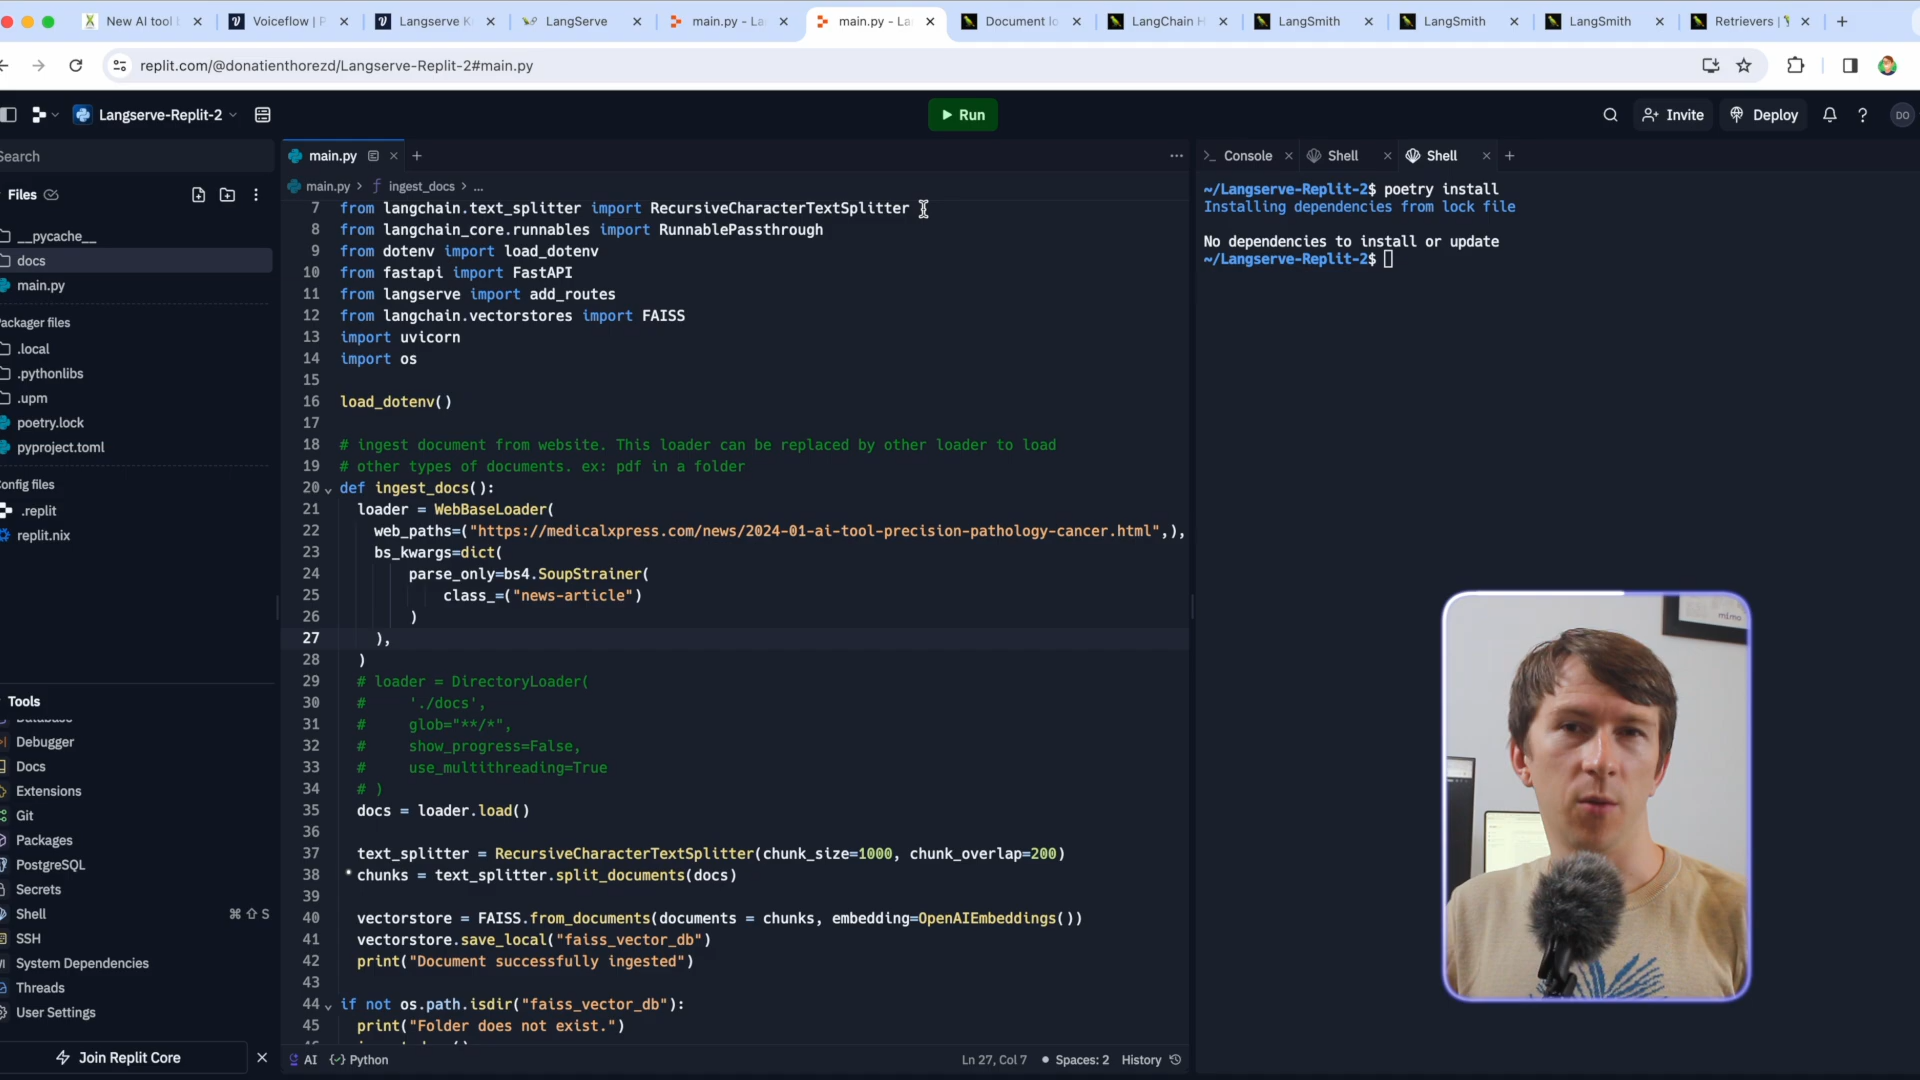 New AI tool
Voiceflow | P
Langserve K
LangServe
main.py - La
main.py - La
Document lo
LangChain H
LangSmith
LangSmith
LangSmith
Retrievers |
replit.com/@donatienthorezd/Langserve-Replit-2#main.py
Langserve-Replit-2
Run
Invite
Deploy
DO
Search
Files
__pycache__
docs
main.py
Packager files
.local
.pythonlibs
.upm
poetry.lock
pyproject.toml
Config files
.replit
replit.nix
Tools
Database
Debugger
Docs
Extensions
Git
Packages
PostgreSQL
Secrets
Shell ⌘ ⇧ S
SSH
System Dependencies
Threads
User Settings
Join Replit Core
main.py
main.py > ingest_docs > ...
7 from langchain.text_splitter import RecursiveCharacterTextSplitter
8 from langchain_core.runnables import RunnablePassthrough
9 from dotenv import load_dotenv
10 from fastapi import FastAPI
11 from langserve import add_routes
12 from langchain.vectorstores import FAISS
13 import uvicorn
14 import os
15
16 load_dotenv()
17
18 # ingest document from website. This loader can be replaced by other loader to load
19 # other types of documents. ex: pdf in a folder
20 def ingest_docs():
21 loader = WebBaseLoader(
22 web_paths=("https://medicalxpress.com/news/2024-01-ai-tool-precision-pathology-cancer.html",),
23 bs_kwargs=dict(
24 parse_only=bs4.SoupStrainer(
25 class_=("news-article")
26 )
27 ),
28 )
29 # loader = DirectoryLoader(
30 # './docs',
31 # glob="**/*",
32 # show_progress=False,
33 # use_multithreading=True
34 # )
35 docs = loader.load()
36
37 text_splitter = RecursiveCharacterTextSplitter(chunk_size=1000, chunk_overlap=200)
38 chunks = text_splitter.split_documents(docs)
39
40 vectorstore = FAISS.from_documents(documents = chunks, embedding=OpenAIEmbeddings())
41 vectorstore.save_local("faiss_vector_db")
42 print("Document successfully ingested")
43
44 if not os.path.isdir("faiss_vector_db"):
45 print("Folder does not exist.")
AI
Python
Ln 27, Col 7
Spaces: 2
History
Console
Shell
Shell
~/Langserve-Replit-2$ poetry install
Installing dependencies from lock file
No dependencies to install or update
~/Langserve-Replit-2$
mimo